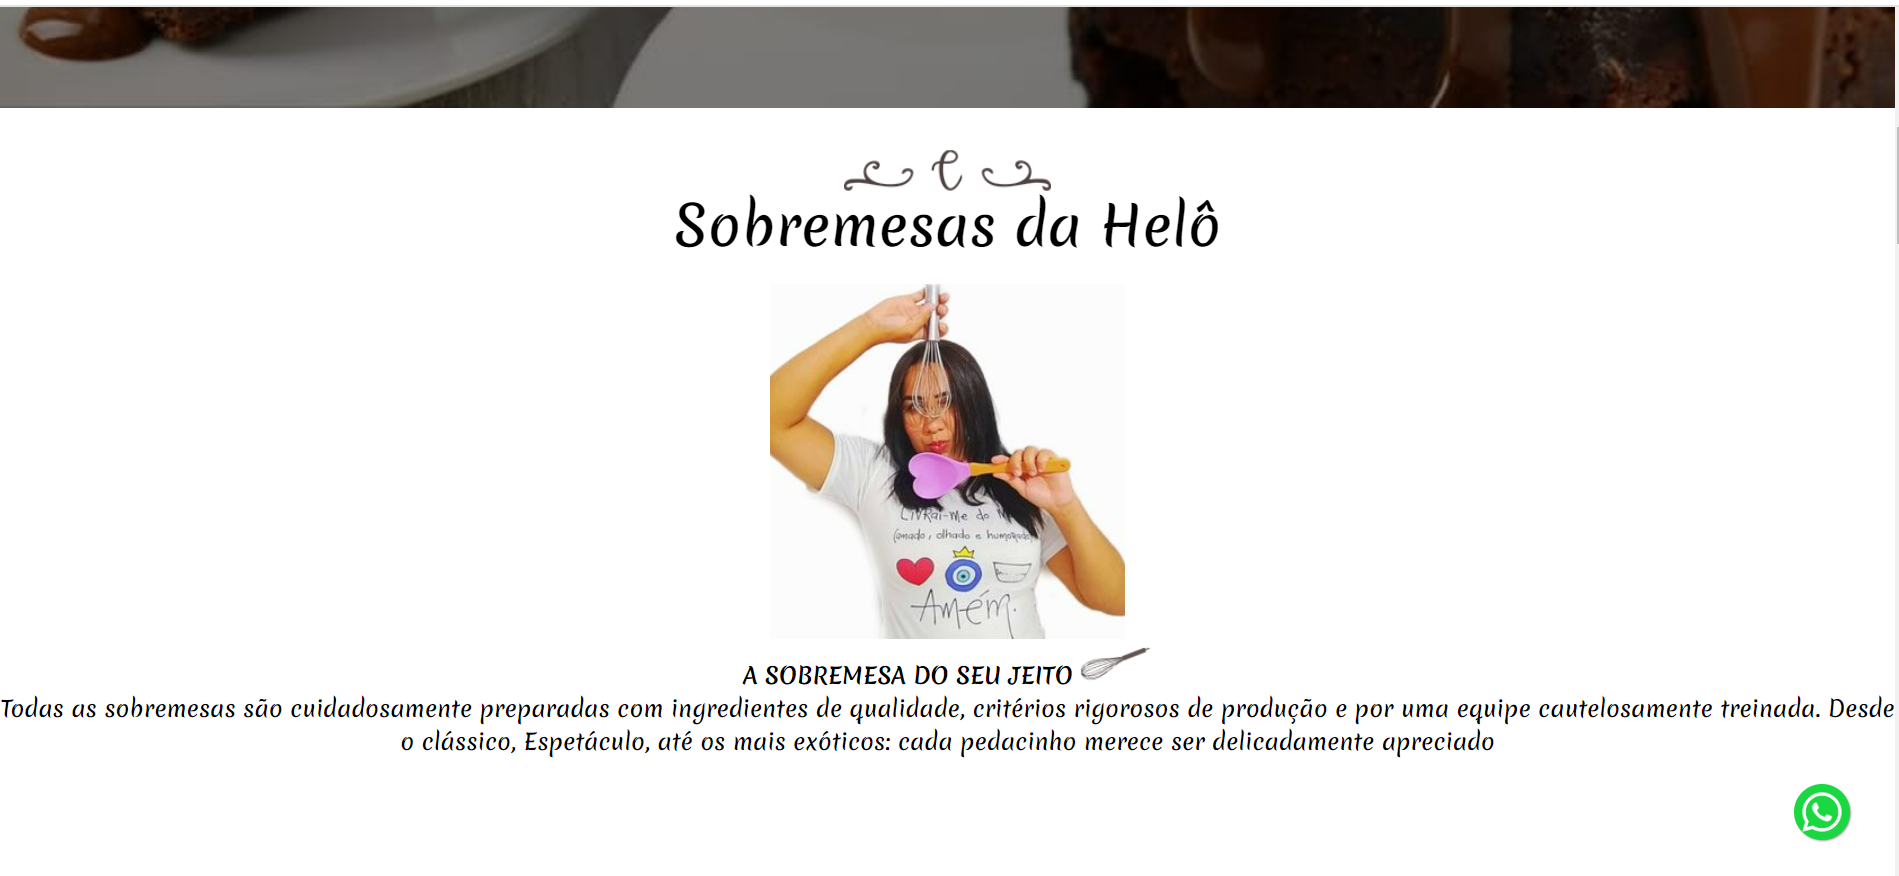 Sobremesas da Helô
LIVRai-me do
(amado, olhado e humorado)
Amém.
A SOBREMESA DO SEU JEITO
Todas as sobremesas são cuidadosamente preparadas com ingredientes de qualidade, critérios rigorosos de produção e por uma equipe cautelosamente treinada. Desde
o clássico, Espetáculo, até os mais exóticos: cada pedacinho merece ser delicadamente apreciado